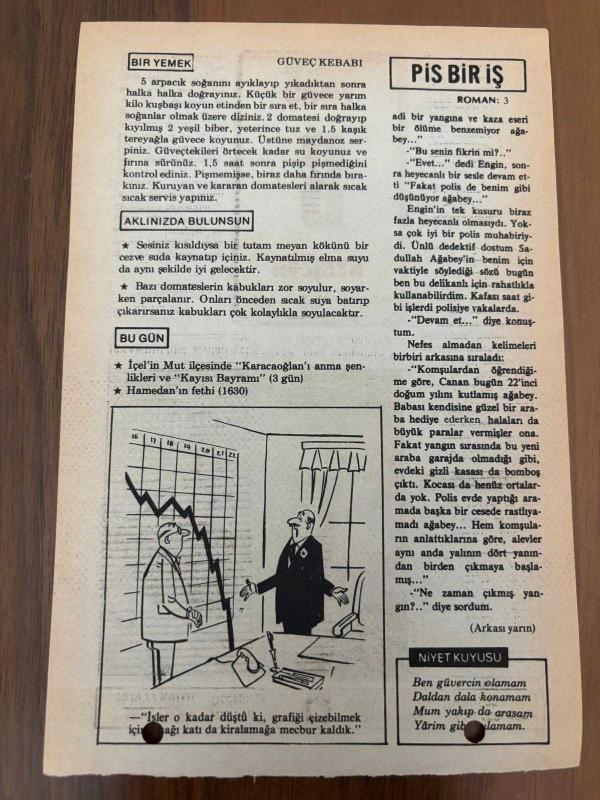 BİR YEMEK
GÜVEÇ KEBABI
5 arpacık soğanını ayıklayıp yıkadıktan sonra
halka halka doğrayınız. Küçük bir güvece yarım
kilo kuşbaşı koyun etinden bir sıra et, bir sıra halka
soğanlar olmak üzere diziniz. 2 domatesi doğrayıp
kıyılmış 2 yeşil biber, yeterince tuz ve 1.5 kaşık
tereyağla güvece koyunuz. Üstüne maydanoz ser-
piniz. Güveçtekileri örtecek kadar su koyunuz ve
fırına sürünüz. 1,5 saat sonra pişip pişmediğini
kontrol ediniz. Pişmemişse, biraz daha fırında bıra-
kınız. Kuruyan ve kararan domatesleri alarak sıcak
sıcak servis yapınız.
AKLINIZDA BULUNSUN
★ Sesiniz kısıldıysa bir tutam meyan kökünü bir
cezve suda kaynatıp içiniz. Kaynatılmış elma suyu
da aynı şekilde iyi gelecektir.
★ Bazı domateslerin kabukları zor soyulur, soyar-
ken parçalanır. Onları önceden sıcak suya batırıp
çıkarırsanız kabukları çok kolaylıkla soyulacaktır.
BU GÜN
★ İçel'in Mut ilçesinde "Karacaoğlan'ı anma şen-
likleri ve "Kayısı Bayramı" (3 gün)
★ Hamedan'ın fethi (1630)
16 17 18 19 20 21 22
—"İşler o kadar düştü ki, grafiği çizebilmek
için katı da kiralamağa mecbur kaldık."
PİS BİR İŞ
ROMAN: 3
adi bir yangına ve kaza eseri
bir ölüme benzemiyor ağa-
bey..."
-"Bu senin fikrin mi?.."
-"Evet..." dedi Engin, son-
ra heyecanlı bir sesle devam et-
ti "Fakat polis de benim gibi
düşünüyor ağabey..."
Engin'in tek kusuru biraz
fazla heyecanlı olmasıydı. Yok-
sa çok iyi bir polis muhabiriy-
di. Ünlü dedektif dostum Sa-
dullah Ağabey'in benim için
vaktiyle söylediği sözü bugün
ben bu delikanlı için rahatlıkla
kullanabilirdim. Kafası saat gi-
bi işlerdi polisiye vakalarda.
-"Devam et..." diye konuş-
tum.
Nefes almadan kelimeleri
birbiri arkasına sıraladı:
-"Komşulardan öğrendiği-
me göre, Canan bugün 22'inci
doğum yılını kutlamış ağabey.
Babası kendisine güzel bir ara-
ba hediye ederken halaları da
büyük paralar vermişler ona.
Fakat yangın sırasında bu yeni
araba garajda olmadığı gibi,
evdeki gizli kasası da bomboş
çıktı. Kocası da henüz ortalar-
da yok. Polis evde yaptığı ara-
mada başka bir cesede rastlıya-
madı ağabey... Hem komşula-
rın anlattıklarına göre, alevler
aynı anda yalının dört yanın-
dan birden çıkmaya başla-
mış..."
-"Ne zaman çıkmış yan-
gın?.." diye sordum.
(Arkası yarın)
NİYET KUYUSU
Ben güvercin olamam
Daldan dala konamam
Mum yakıp da arasam
Yârim